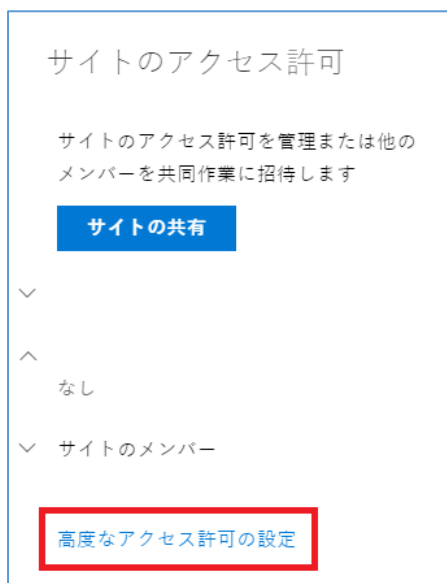 サイトのアクセス許可
サイトのアクセス許可を管理または他の
メンバーを共同作業に招待します
サイトの共有
なし
サイトのメンバー
高度なアクセス許可の設定